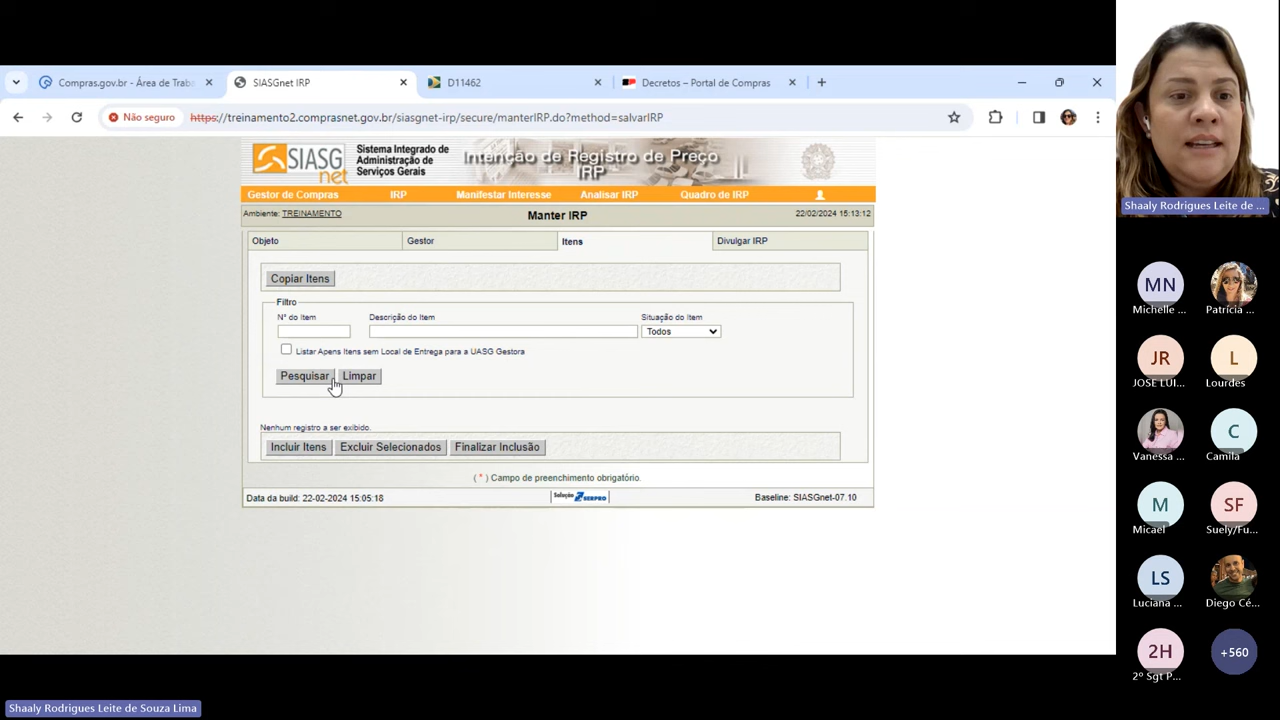 Compras.gov.br - Área de Traba
SIASGnet IRP
D11462
Decretos – Portal de Compras
Não seguro
https://treinamento2.comprasnet.gov.br/siasgnet-irp/secure/manterIRP.do?method=salvarIRP
SIASG
net
Sistema Integrado de
Administração de
Serviços Gerais
Intenção de Registro de Preço
IRP
Gestor de Compras IRP Manifestar Interesse Analisar IRP Quadro de IRP
Ambiente: TREINAMENTO
Manter IRP
22/02/2024 15:13:12
Objeto Gestor Itens Divulgar IRP
Copiar Itens
Filtro
N° do Item Descrição do Item Situação do Item
Todos
Listar Apens Itens sem Local de Entrega para a UASG Gestora
Pesquisar Limpar
Nenhum registro a ser exibido.
Incluir Itens Excluir Selecionados Finalizar Inclusão
( * ) Campo de preenchimento obrigatório.
Data da build: 22-02-2024 15:05:18
Solução SERPRO
Baseline: SIASGnet-07.10
Shaaly Rodrigues Leite de ...
MN
Michelle ... Patrícia ...
JR L
JOSE LUI... Lourdes
C
Vanessa ... Camila
M SF
Micael Suely/Fu...
LS
Luciana ... Diego Cé...
2H +560
2º Sgt P...
Shaaly Rodrigues Leite de Souza Lima